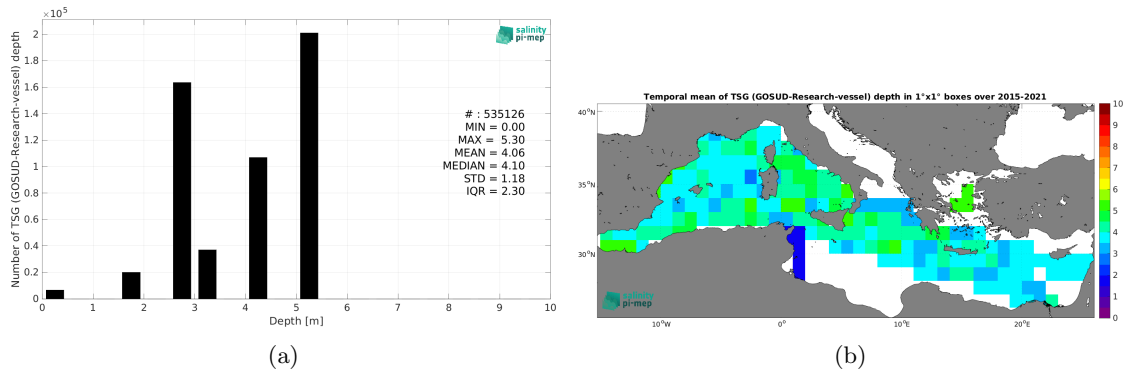 ×10⁵
2
1.8
1.6
1.4
1.2
1
0.8
0.6
0.4
0.2
0
Number of TSG (GOSUD-Research-vessel) depth
salinity
pi-mep
# : 535126
MIN = 0.00
MAX = 5.30
MEAN = 4.06
MEDIAN = 4.10
STD = 1.18
IQR = 2.30
0 1 2 3 4 5 6 7 8 9 10
Depth [m]
(a)
Temporal mean of TSG (GOSUD-Research-vessel) depth in 1°x1° boxes over 2015-2021
40°N
35°N
30°N
salinity
pi-mep
10°W 0° 10°E 20°E
10
9
8
7
6
5
4
3
2
1
0
(b)